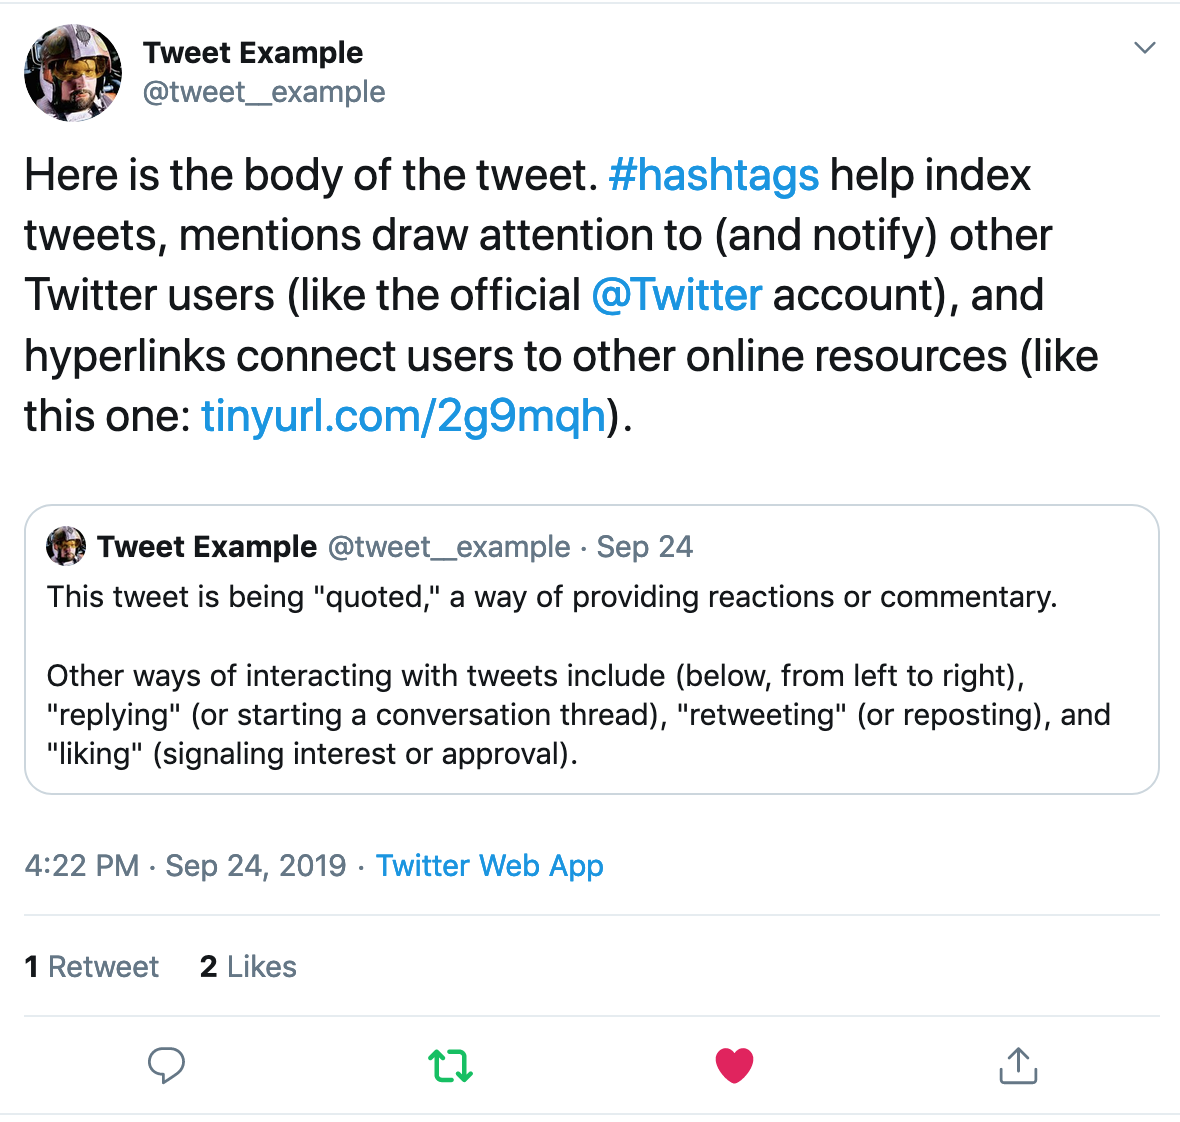 Tweet Example
@tweet__example
Here is the body of the tweet. #hashtags help index
tweets, mentions draw attention to (and notify) other
Twitter users (like the official @Twitter account), and
hyperlinks connect users to other online resources (like
this one: tinyurl.com/2g9mqh).
Tweet Example @tweet__example · Sep 24
This tweet is being "quoted," a way of providing reactions or commentary.
Other ways of interacting with tweets include (below, from left to right),
"replying" (or starting a conversation thread), "retweeting" (or reposting), and
"liking" (signaling interest or approval).
4:22 PM · Sep 24, 2019 · Twitter Web App
1 Retweet 2 Likes